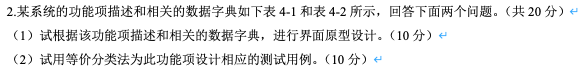 2.某系统的功能项描述和相关的数据字典如下表 4-1 和表 4-2 所示，回答下面两个问题。（共 20 分）
（1）试根据该功能项描述和相关的数据字典，进行界面原型设计。（10 分）
（2）试用等价分类法为此功能项设计相应的测试用例。（10 分）